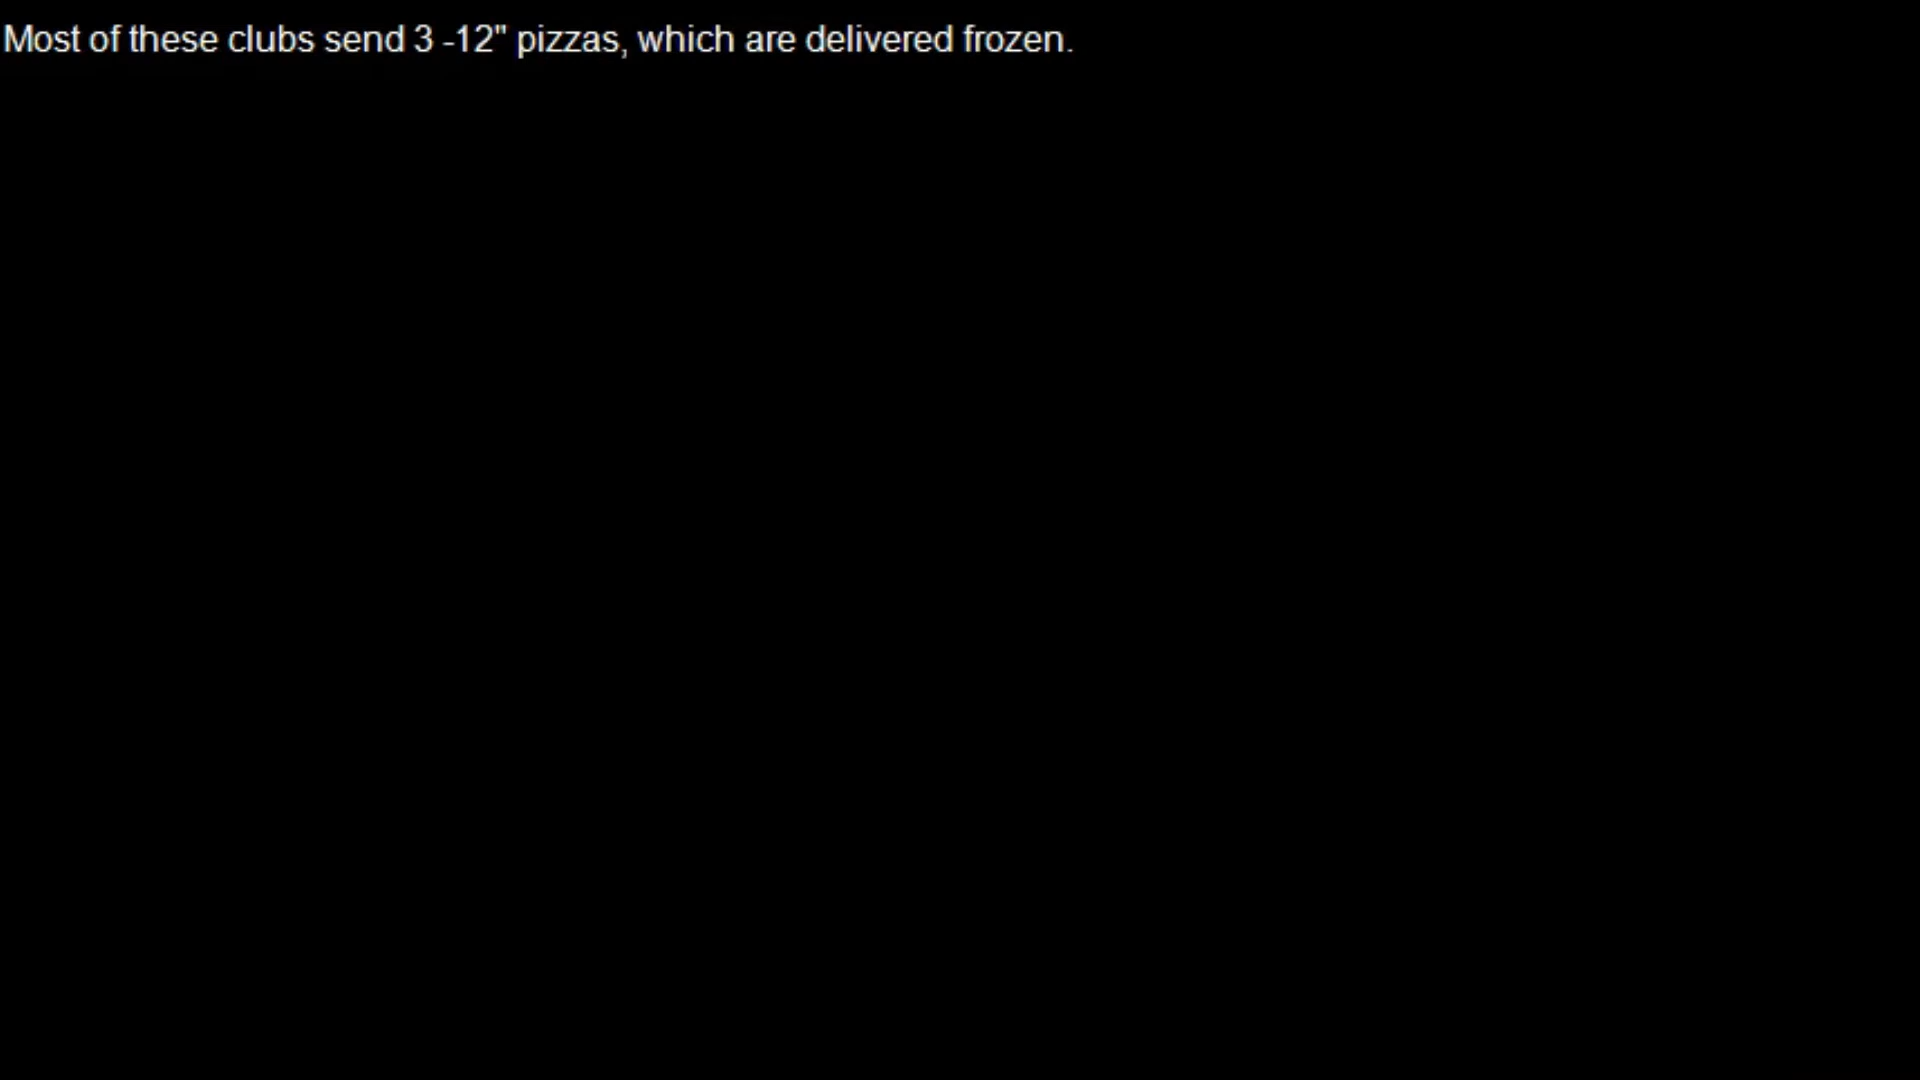 Most of these clubs send 3 -12" pizzas, which are delivered frozen.